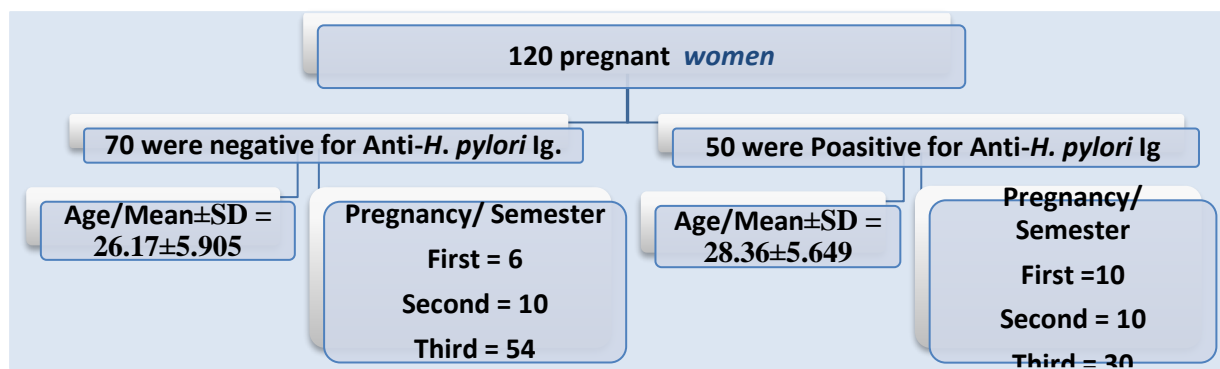 120 pregnant women
70 were negative for Anti-H. pylori Ig.
50 were Poasitive for Anti-H. pylori Ig
Age/Mean±SD =
26.17±5.905
Pregnancy/ Semester
First = 6
Second = 10
Third = 54
Age/Mean±SD =
28.36±5.649
Pregnancy/
Semester
First =10
Second = 10
Third = 30